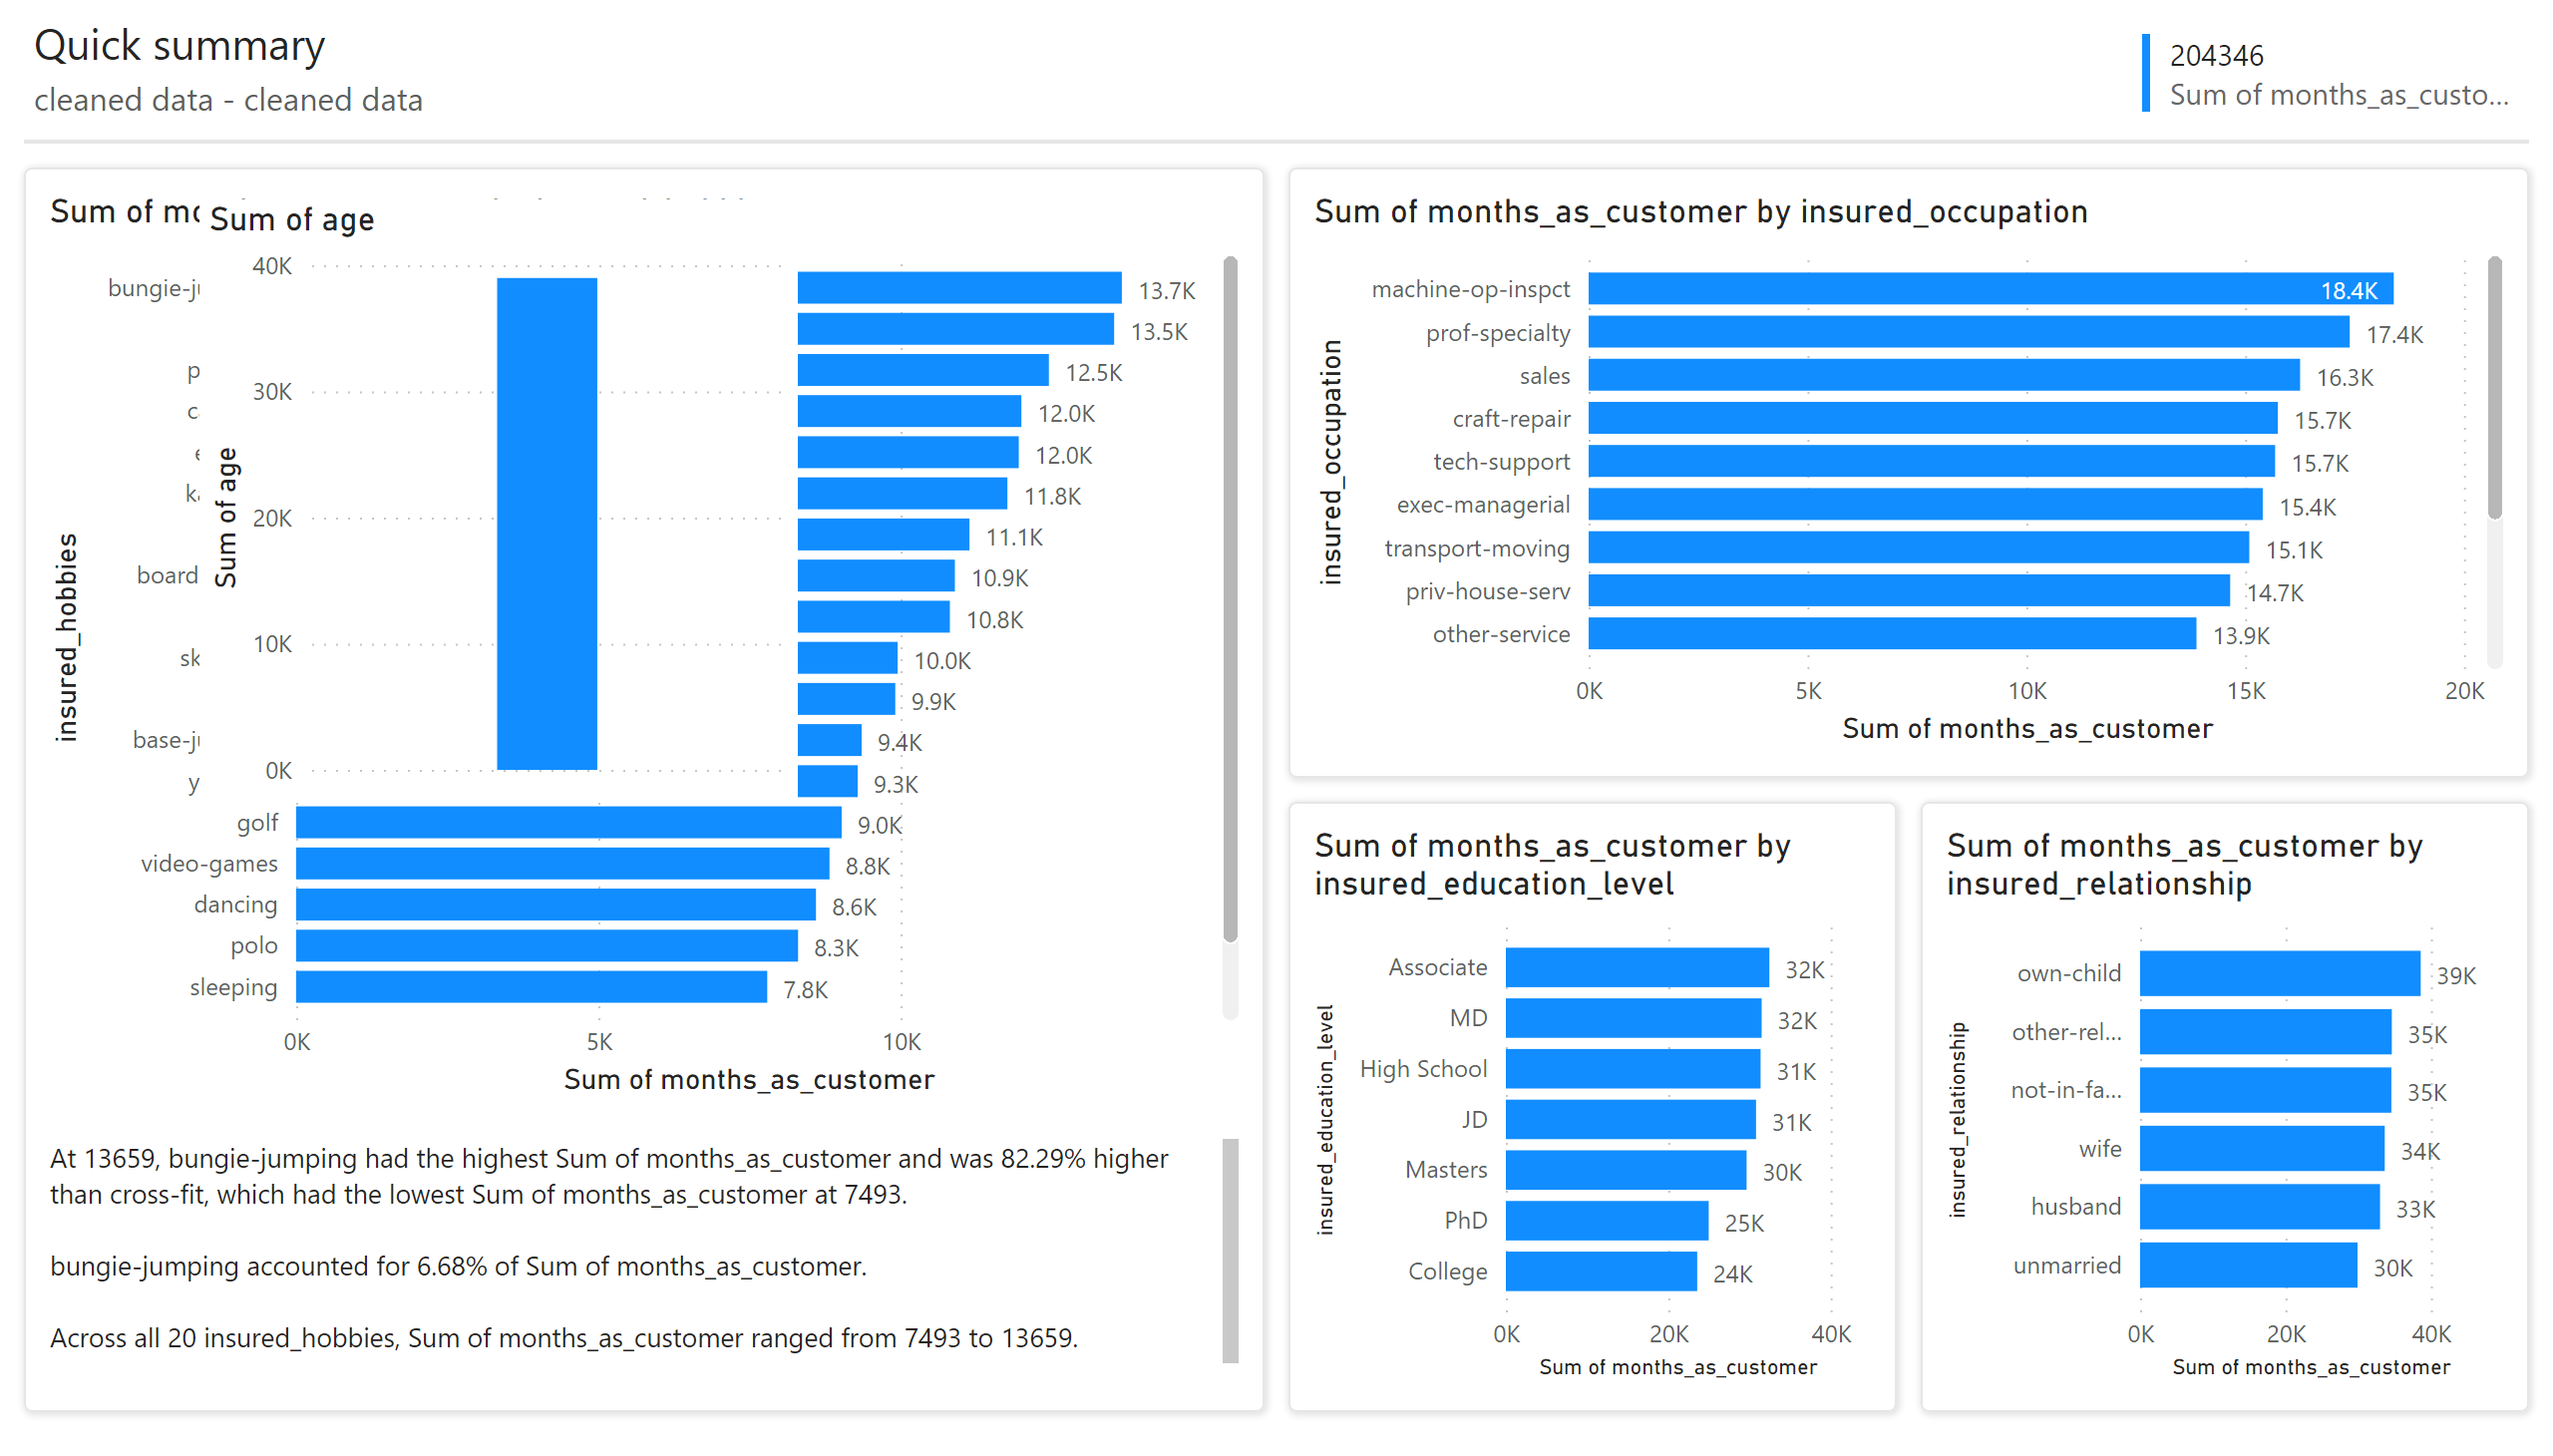 Quick summary
cleaned data - cleaned data
204346
Sum of months_as_custo...
Sum of mo
Sum of age
40K
30K
20K
10K
0K
Sum of age
insured_hobbies
bungie-ju
p
ca
e
ka
board
sk
base-ju
y
golf
video-games
dancing
polo
sleeping
13.7K
13.5K
12.5K
12.0K
12.0K
11.8K
11.1K
10.9K
10.8K
10.0K
9.9K
9.4K
9.3K
9.0K
8.8K
8.6K
8.3K
7.8K
0K
5K
10K
Sum of months_as_customer
At 13659, bungie-jumping had the highest Sum of months_as_customer and was 82.29% higher
than cross-fit, which had the lowest Sum of months_as_customer at 7493.
bungie-jumping accounted for 6.68% of Sum of months_as_customer.
Across all 20 insured_hobbies, Sum of months_as_customer ranged from 7493 to 13659.
Sum of months_as_customer by insured_occupation
insured_occupation
machine-op-inspct 18.4K
prof-specialty 17.4K
sales 16.3K
craft-repair 15.7K
tech-support 15.7K
exec-managerial 15.4K
transport-moving 15.1K
priv-house-serv 14.7K
other-service 13.9K
0K 5K 10K 15K 20K
Sum of months_as_customer
Sum of months_as_customer by
insured_education_level
insured_education_level
Associate 32K
MD 32K
High School 31K
JD 31K
Masters 30K
PhD 25K
College 24K
0K 20K 40K
Sum of months_as_customer
Sum of months_as_customer by
insured_relationship
insured_relationship
own-child 39K
other-rel... 35K
not-in-fa... 35K
wife 34K
husband 33K
unmarried 30K
0K 20K 40K
Sum of months_as_customer